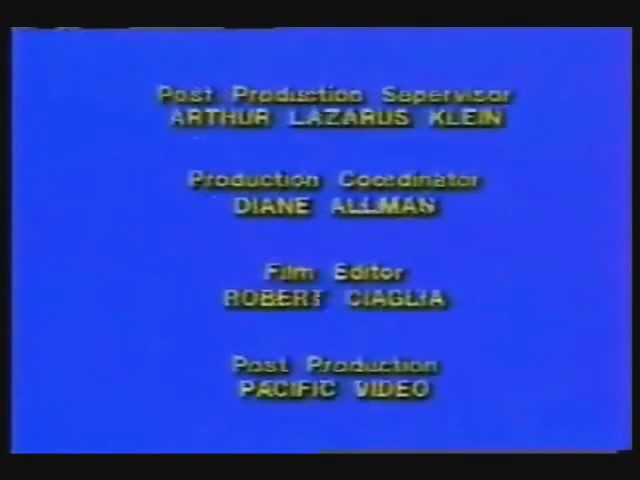 Post Production Supervisor
ARTHUR LAZARUS KLEIN
Production Coordinator
DIANE ALLMAN
Film Editor
ROBERT CIAGLIA
Post Production
PACIFIC VIDEO